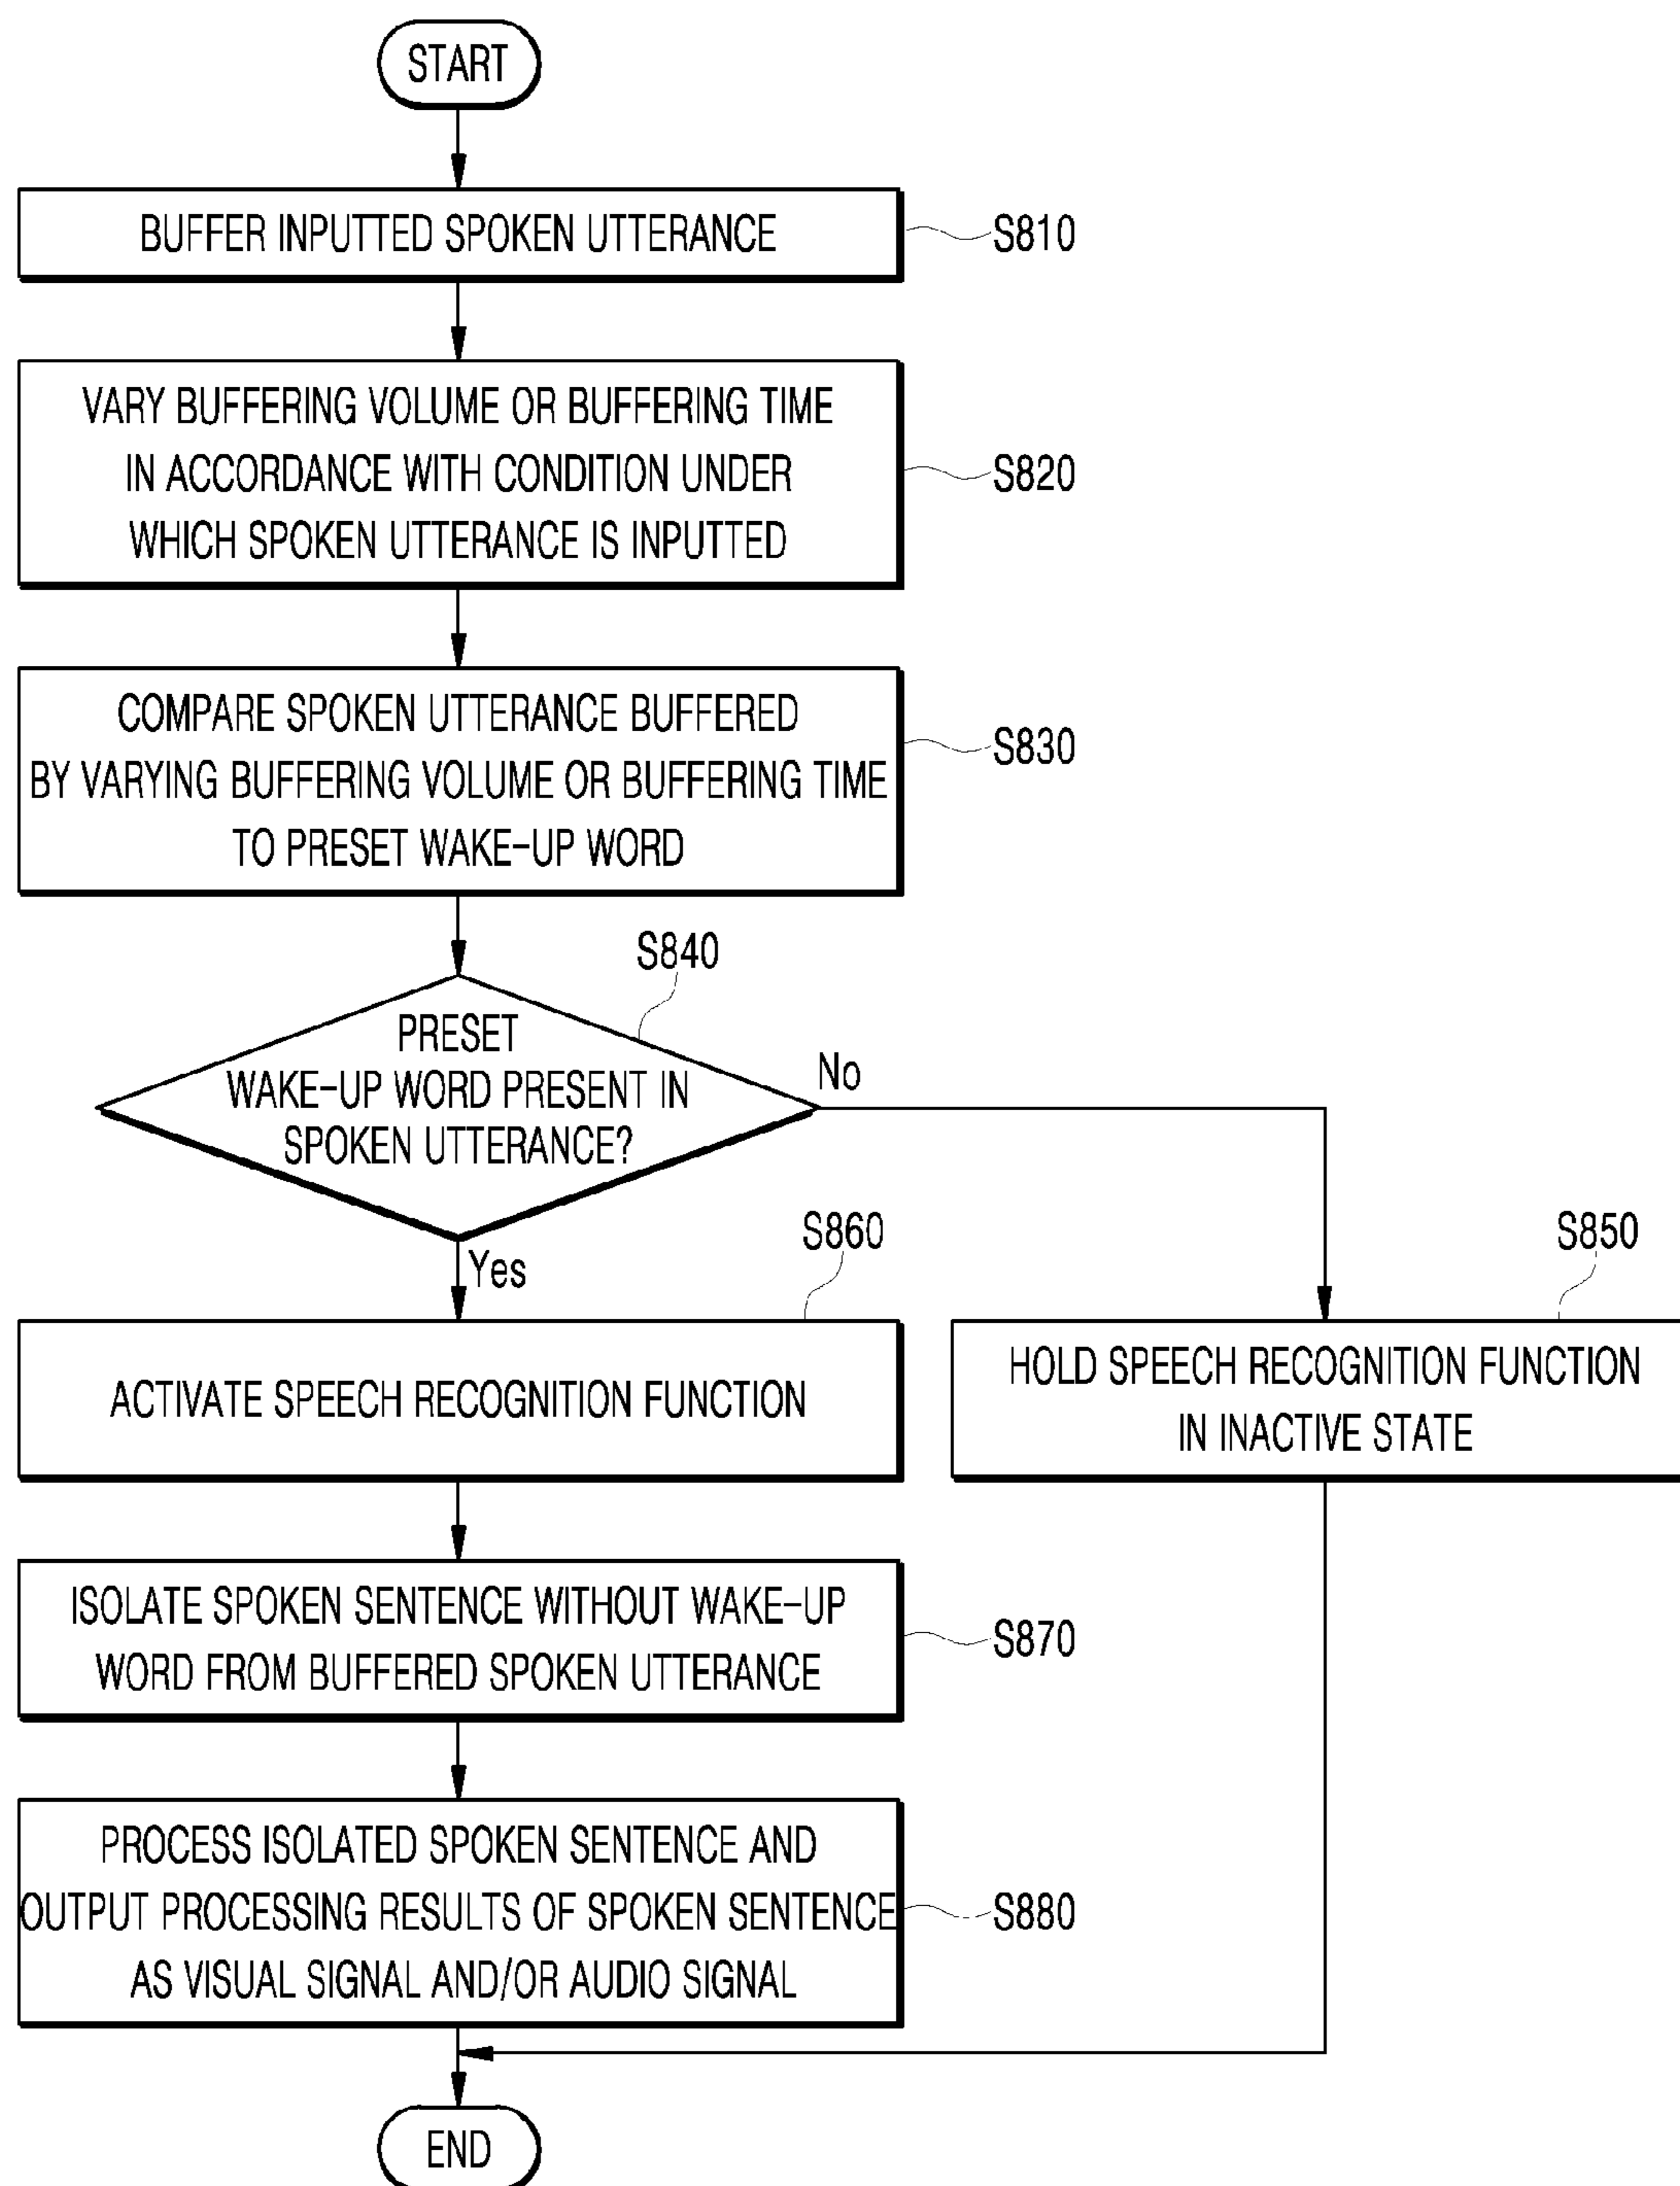 START
BUFFER INPUTTED SPOKEN UTTERANCE
S810
VARY BUFFERING VOLUME OR BUFFERING TIME
IN ACCORDANCE WITH CONDITION UNDER
WHICH SPOKEN UTTERANCE IS INPUTTED
S820
COMPARE SPOKEN UTTERANCE BUFFERED
BY VARYING BUFFERING VOLUME OR BUFFERING TIME
TO PRESET WAKE-UP WORD
S830
S840
PRESET
WAKE-UP WORD PRESENT IN
SPOKEN UTTERANCE?
No
Yes
S860
ACTIVATE SPEECH RECOGNITION FUNCTION
S850
HOLD SPEECH RECOGNITION FUNCTION
IN INACTIVE STATE
ISOLATE SPOKEN SENTENCE WITHOUT WAKE-UP
WORD FROM BUFFERED SPOKEN UTTERANCE
S870
PROCESS ISOLATED SPOKEN SENTENCE AND
OUTPUT PROCESSING RESULTS OF SPOKEN SENTENCE
AS VISUAL SIGNAL AND/OR AUDIO SIGNAL
S880
END